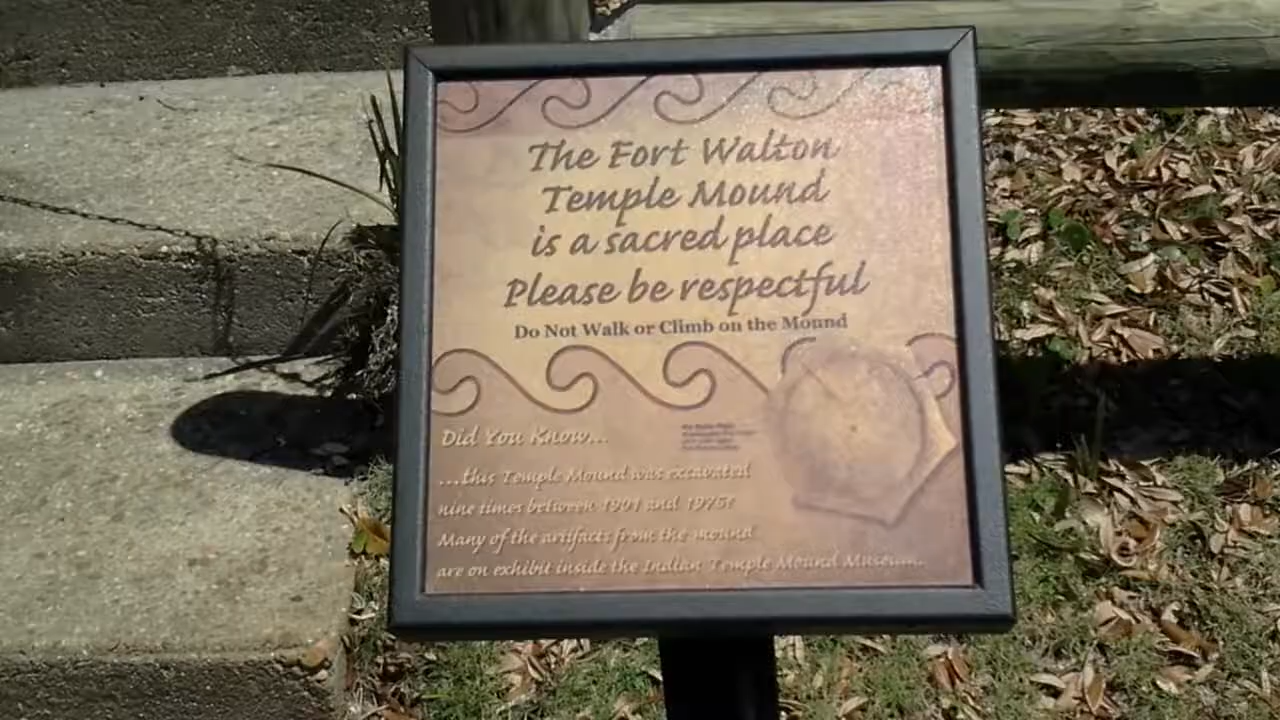 The Fort Walton
Temple Mound
is a sacred place
Please be respectful
Do Not Walk or Climb on the Mound
Did You Know...
...this Temple Mound was excavated
nine times between 1901 and 1975?
Many of the artifacts from the mound
are on exhibit inside the Indian Temple Mound Museum...